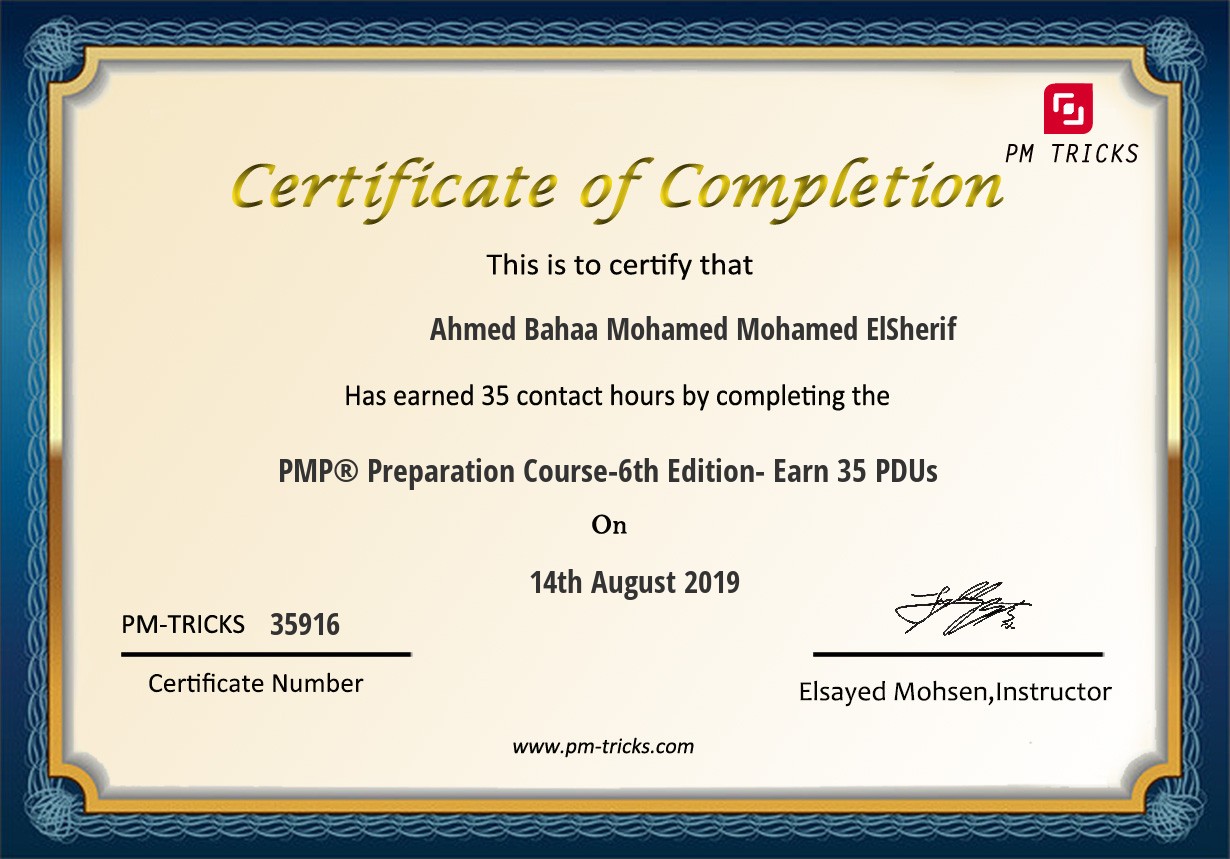 PM TRICKS
Certificate of Completion
This is to certify that
Ahmed Bahaa Mohamed Mohamed ElSherif
Has earned 35 contact hours by completing the
PMP® Preparation Course-6th Edition- Earn 35 PDUs
On
14th August 2019
PM-TRICKS 35916
Certificate Number
Elsayed Mohsen,Instructor
www.pm-tricks.com